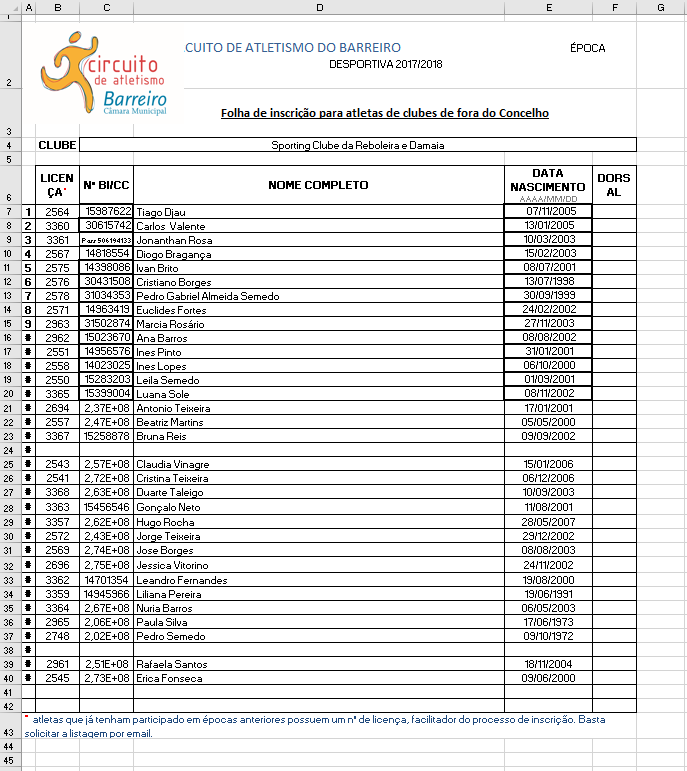 A B C D E F G
1
2 circuito de atletismo Barreiro Câmara Municipal
CUITO DE ATLETISMO DO BARREIRO ÉPOCA
DESPORTIVA 2017/2018
3 Folha de inscrição para atletas de clubes de fora do Concelho
4 CLUBE Sporting Clube da Reboleira e Damaia
5
6 LICENÇA* Nº BI/CC NOME COMPLETO DATA NASCIMENTO AAAA/MM/DD DORSAL
7 1 2564 15987622 Tiago Djau 07/11/2005
8 2 3360 30615742 Carlos Valente 13/01/2005
9 3 3361 Pass 506194133 Jonanthan Rosa 10/03/2003
10 4 2567 14818554 Diogo Bragança 15/02/2003
11 5 2575 14398086 Ivan Brito 08/07/2001
12 6 2576 30431508 Cristiano Borges 13/07/1998
13 7 2578 31034353 Pedro Gabriel Almeida Semedo 30/09/1999
14 8 2571 14963419 Euclides Fortes 24/02/2002
15 9 2963 31502874 Marcia Rosário 27/11/2003
16 # 2962 15023670 Ana Barros 08/08/2002
17 # 2551 14956576 Ines Pinto 31/01/2001
18 # 2558 14023025 Ines Lopes 06/10/2000
19 # 2550 15283203 Leila Semedo 01/09/2001
20 # 3365 15399004 Luana Sole 08/11/2002
21 # 2694 2,37E+08 Antonio Teixeira 17/01/2001
22 # 2557 2,47E+08 Beatriz Martins 05/05/2000
23 # 3367 15258878 Bruna Reis 09/09/2002
24 #
25 # 2543 2,57E+08 Claudia Vinagre 15/01/2006
26 # 2541 2,72E+08 Cristina Teixeira 06/12/2006
27 # 3368 2,63E+08 Duarte Taleigo 10/09/2003
28 # 3363 15456546 Gonçalo Neto 11/08/2001
29 # 3357 2,62E+08 Hugo Rocha 28/05/2007
30 # 2572 2,43E+08 Jorge Teixeira 29/12/2002
31 # 2569 2,74E+08 Jose Borges 08/08/2003
32 # 2696 2,75E+08 Jessica Vitorino 24/11/2002
33 # 3362 14701354 Leandro Fernandes 19/08/2000
34 # 3359 14945966 Liliana Pereira 19/06/1991
35 # 3364 2,67E+08 Nuria Barros 06/05/2003
36 # 2965 2,06E+08 Paula Silva 17/06/1973
37 # 2748 2,02E+08 Pedro Semedo 09/10/1972
38 #
39 # 2961 2,51E+08 Rafaela Santos 18/11/2004
40 # 2545 2,73E+08 Erica Fonseca 09/06/2000
41
42
43 * atletas que já tenham participado em épocas anteriores possuem um nº de licença, facilitador do processo de inscrição. Basta
solicitar a listagem por email.
44
45